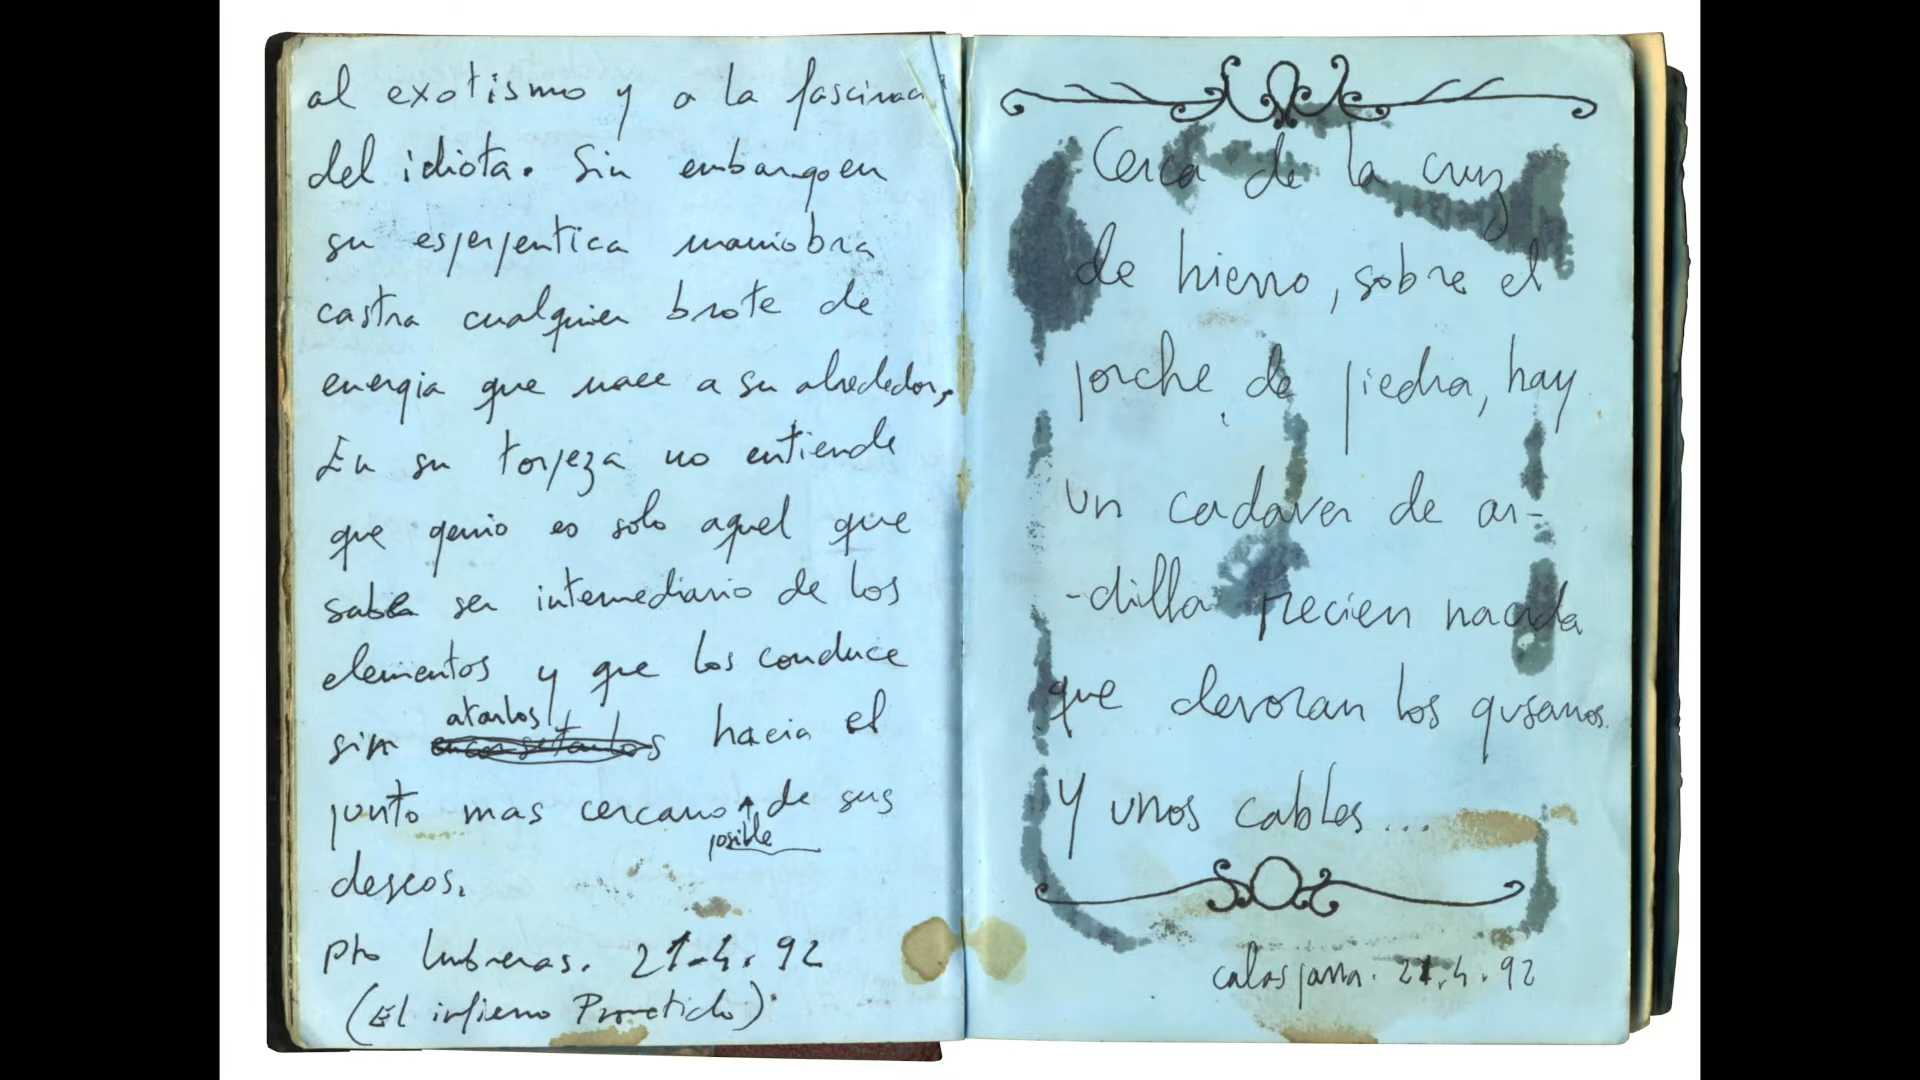 al exotismo y a la fascinac
del idiota. Sin embargo en
su esperpentica maniobra
castra cualquier brote de
energia que nace a su alrededor,
En su torpeza no entiende
que genio es solo aquel que
sabe ser intermediario de los
elementos y que los conduce
atarlos
sin encorsetarlos hacia el
punto mas cercano de sus
posible
deseos.
Pto lumbreras. 21.4.92
(El infierno Prometido)
Cerca de la cruz
de hierro, sobre el
porche de piedra, hay
un cadaver de ar-
-dilla recien nacida
que devoran los gusanos.
Y unos cables...
calasparra. 21.4.92